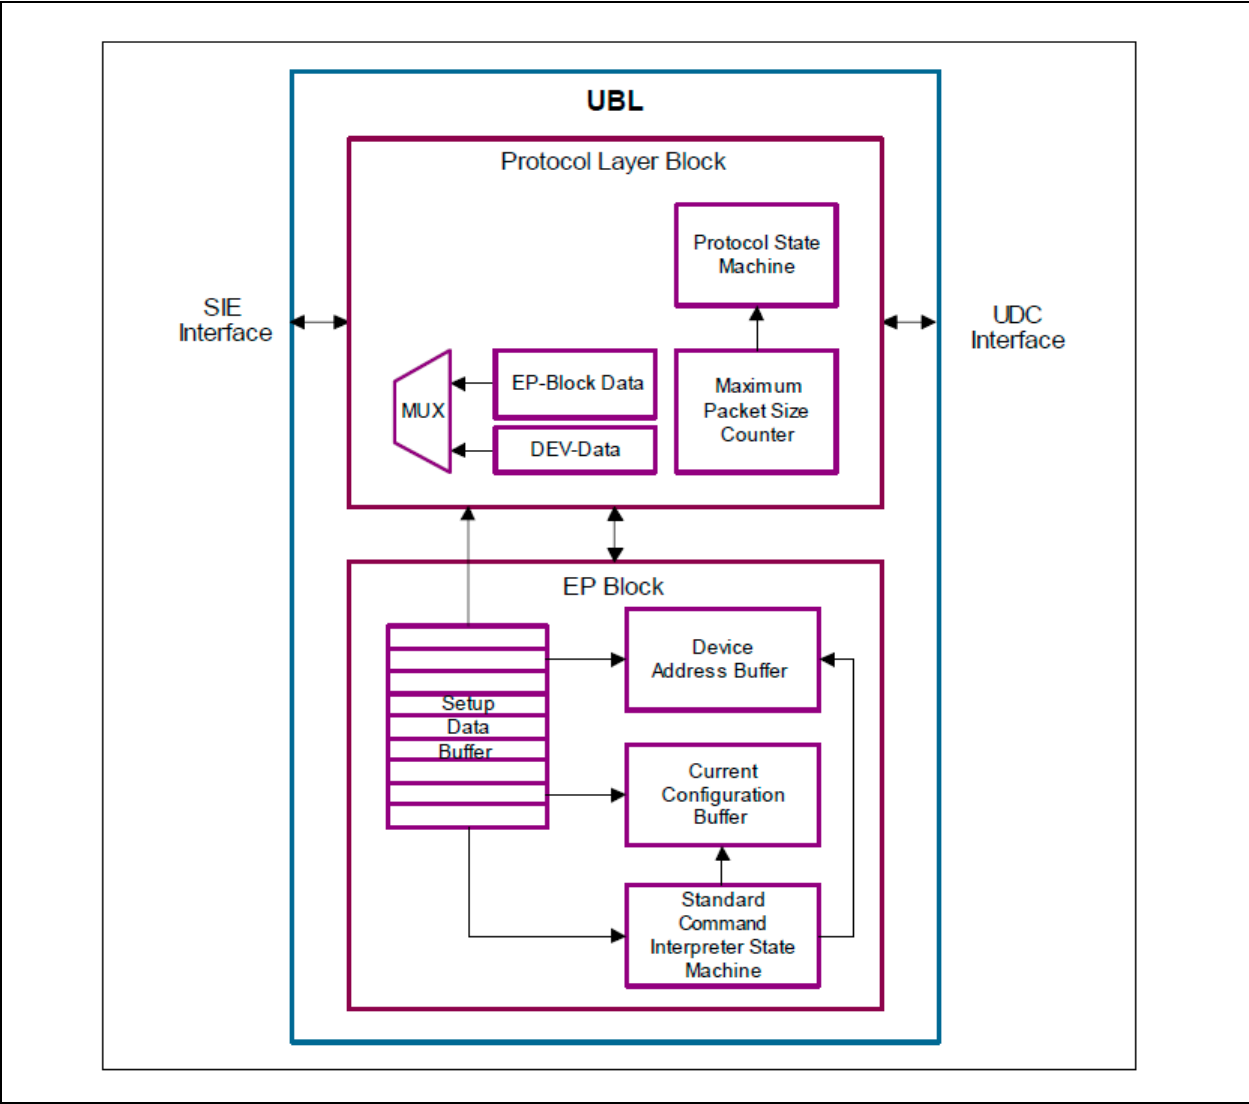 UBL
Protocol Layer Block
Protocol State
Machine
SIE
Interface
UDC
Interface
MUX
EP-Block Data
DEV-Data
Maximum
Packet Size
Counter
EP Block
Setup
Data
Buffer
Device
Address Buffer
Current
Configuration
Buffer
Standard
Command
Interpreter State
Machine